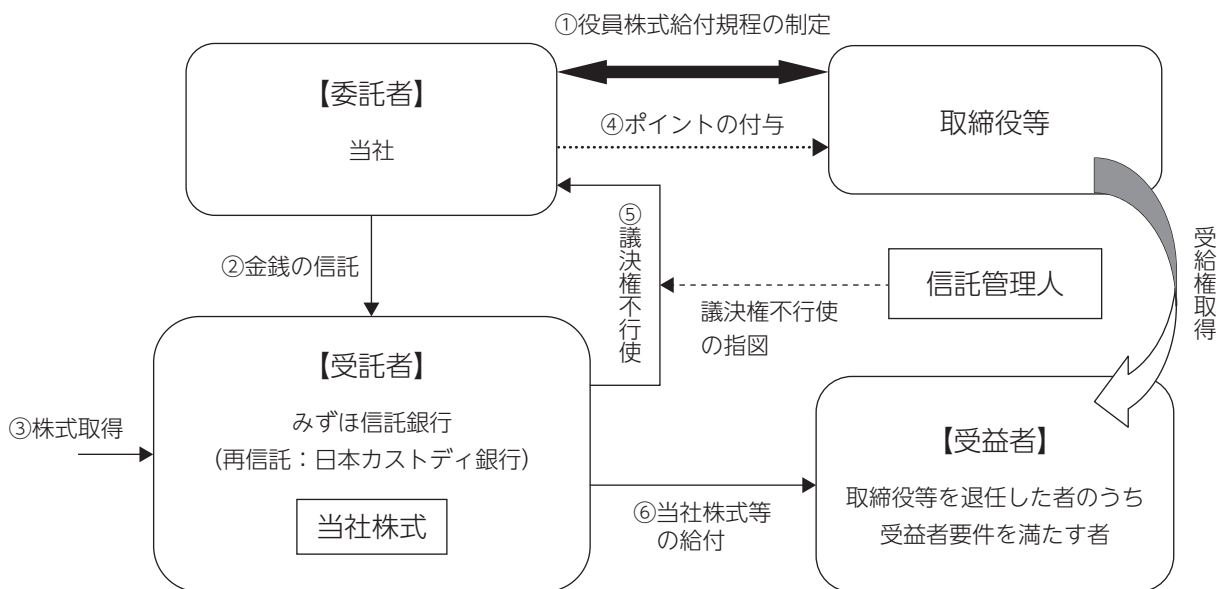 ①役員株式給付規程の制定
【委託者】
当社
④ポイントの付与
取締役等
②金銭の信託
⑤議決権不行使
議決権不行使
の指図
信託管理人
受給権取得
③株式取得
【受託者】
みずほ信託銀行
(再信託：日本カストディ銀行)
当社株式
⑥当社株式等
の給付
【受益者】
取締役等を退任した者のうち
受益者要件を満たす者